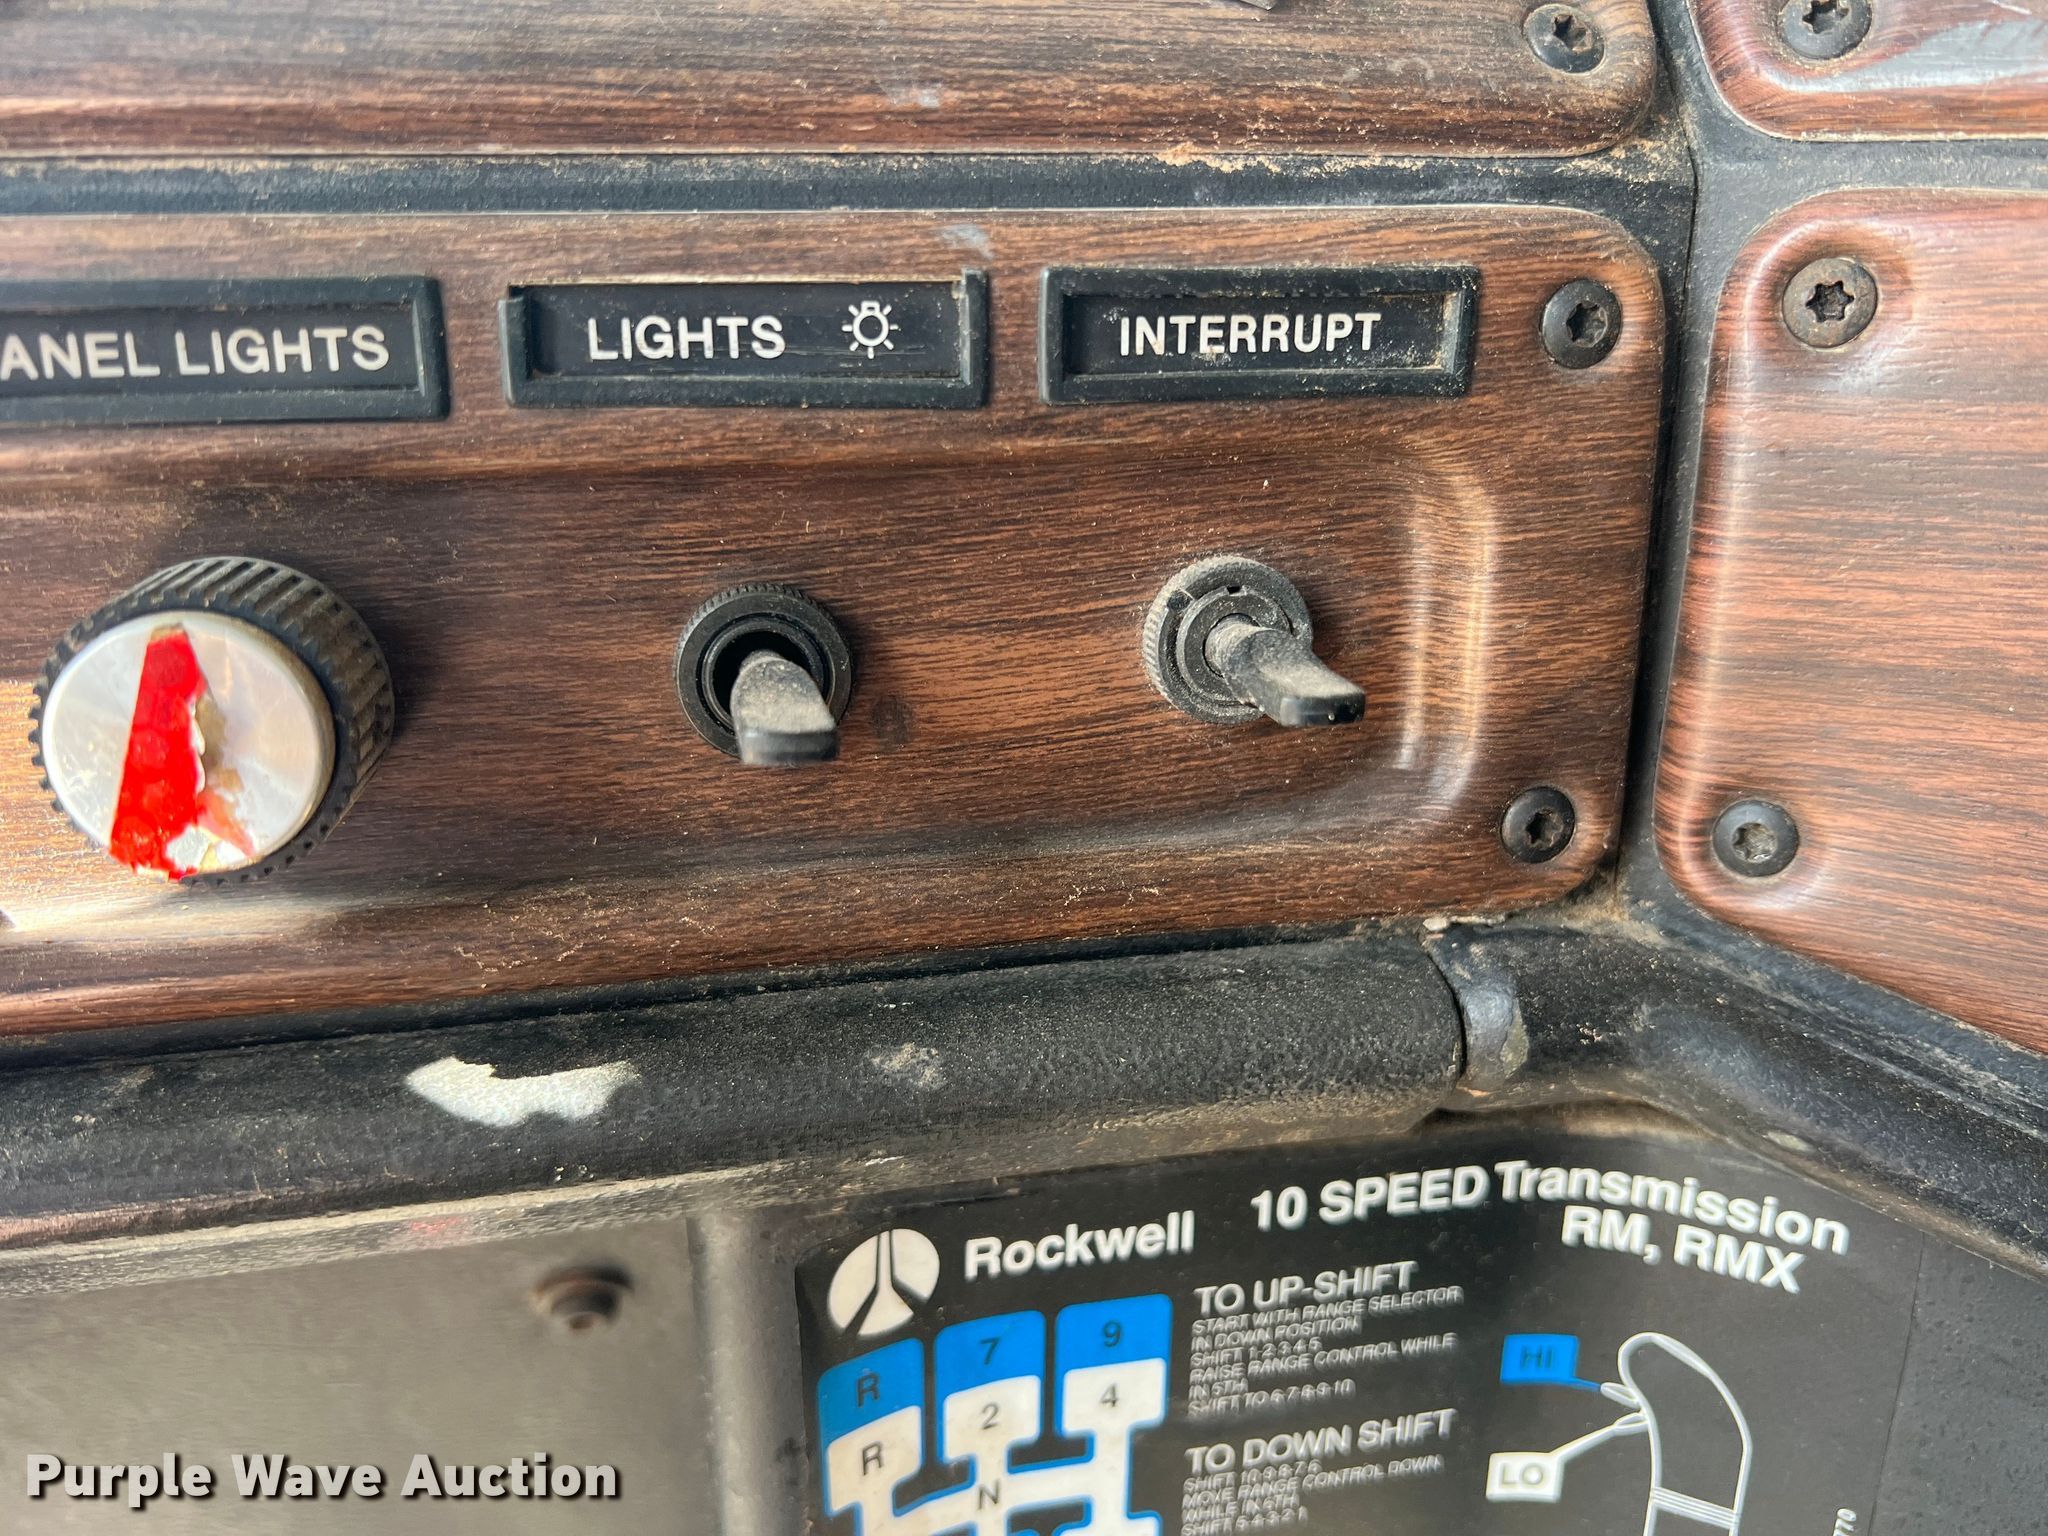 ANEL LIGHTS
LIGHTS
INTERRUPT
Rockwell
10 SPEED Transmission
RM, RMX
TO UP-SHIFT
START WITH RANGE SELECTOR
IN DOWN POSITION
SHIFT 1-2-3-4-5
RAISE RANGE CONTROL WHILE
IN 5TH
SHIFT TO 6-7-8-9-10
TO DOWN SHIFT
SHIFT 10-9-8-7-6
MOVE RANGE CONTROL DOWN
WHILE IN 6TH
SHIFT 5-4-3-2-1
R 7 9
R 2 4
N
HI
LO
770
Purple Wave Auction